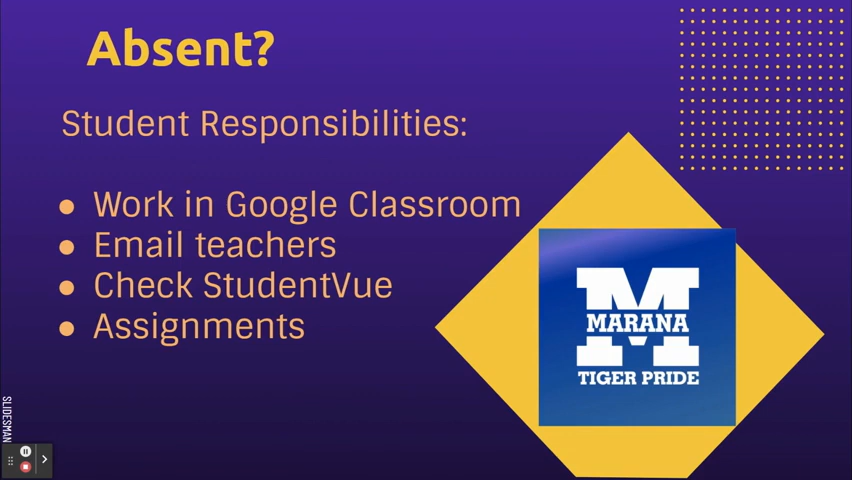 Absent?
Student Responsibilities:
● Work in Google Classroom
● Email teachers
● Check StudentVue
● Assignments
M
MARANA
TIGER PRIDE
SLIDESMAN